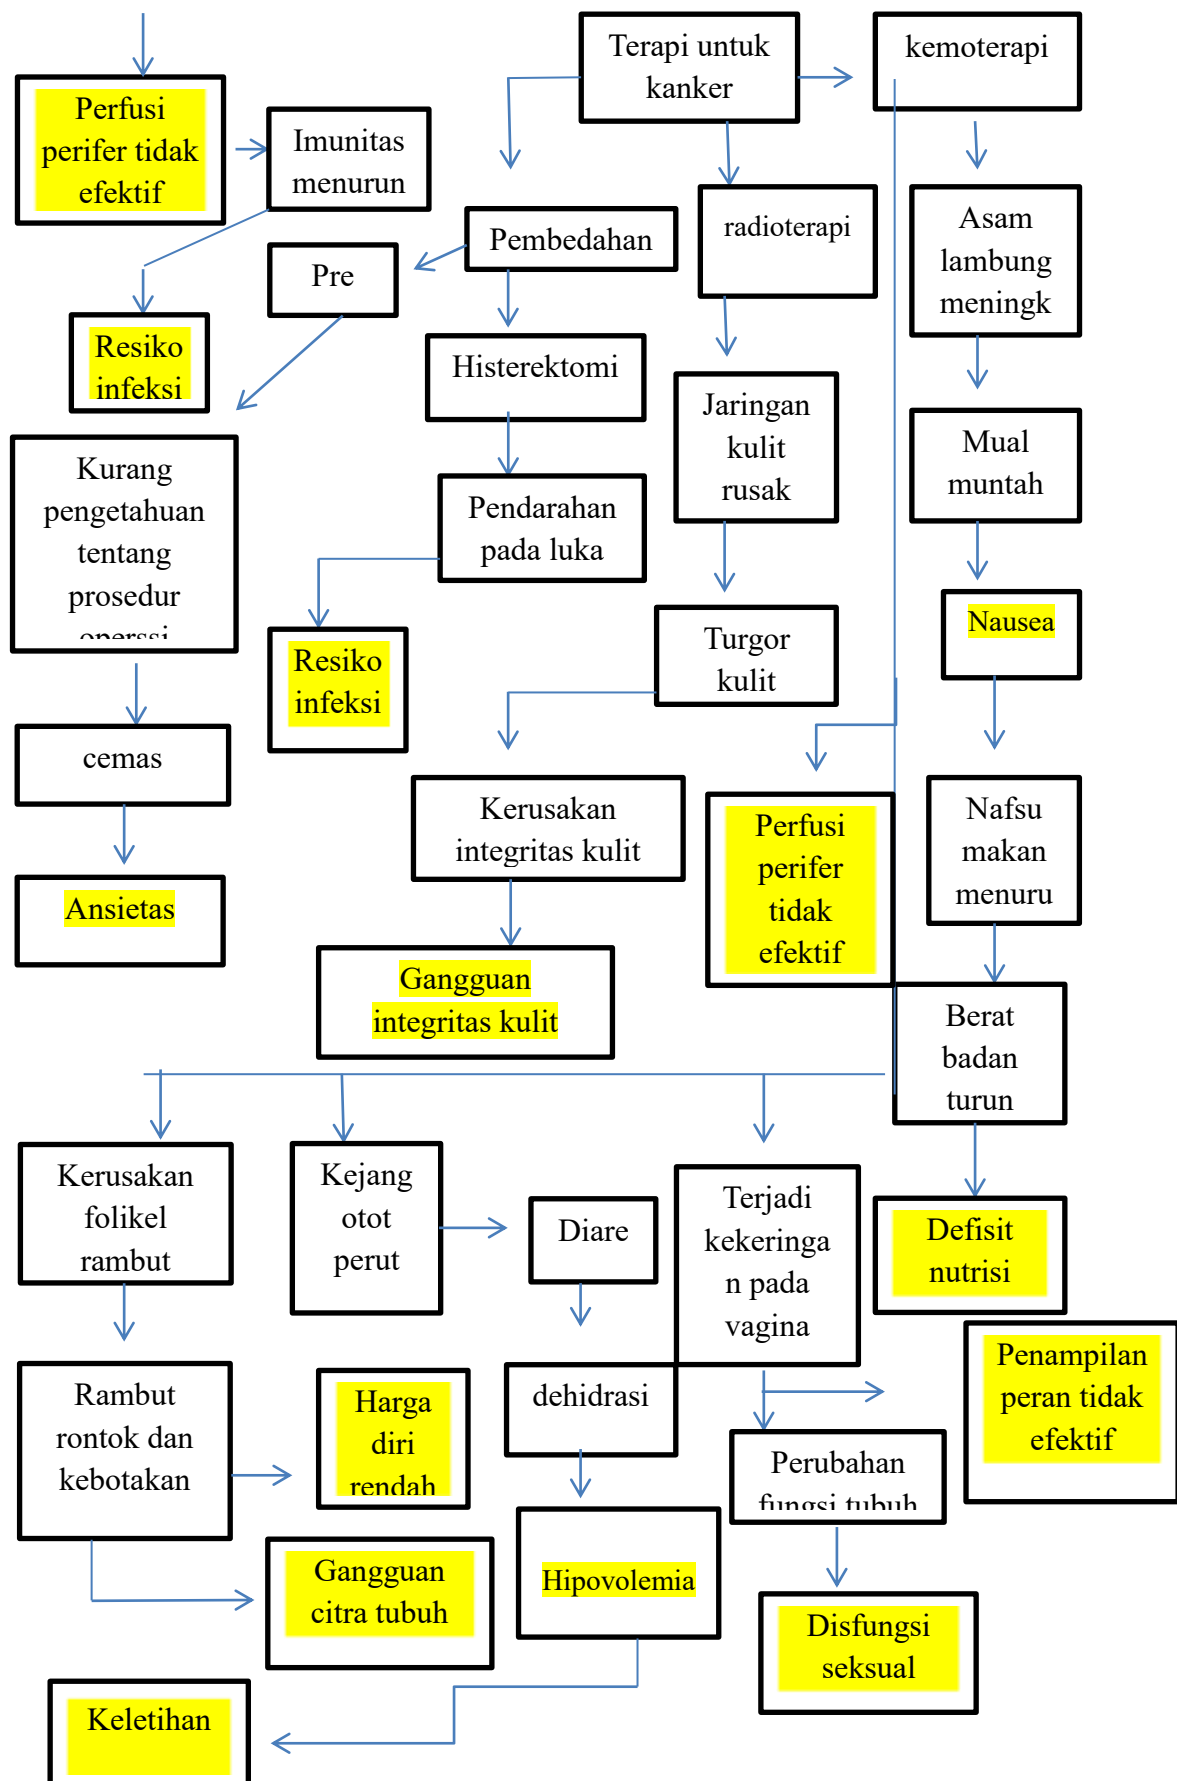 Terapi untuk
kanker
kemoterapi
Perfusi
perifer tidak
efektif
Imunitas
menurun
Asam
lambung
meningk
radioterapi
Pembedahan
Pre
Resiko
infeksi
Histerektomi
Jaringan
kulit
rusak
Mual
muntah
Kurang
pengetahuan
tentang
prosedur
operssi
Pendarahan
pada luka
Nausea
Turgor
kulit
Resiko
infeksi
cemas
Kerusakan
integritas kulit
Perfusi
perifer
tidak
efektif
Nafsu
makan
menuru
Ansietas
Gangguan
integritas kulit
Berat
badan
turun
Kerusakan
folikel
rambut
Kejang
otot
perut
Diare
Terjadi
kekeringa
n pada
vagina
Defisit
nutrisi
Penampilan
peran tidak
efektif
Rambut
rontok dan
kebotakan
Harga
diri
rendah
dehidrasi
Perubahan
fungsi tubuh
Gangguan
citra tubuh
Hipovolemia
Disfungsi
seksual
Keletihan